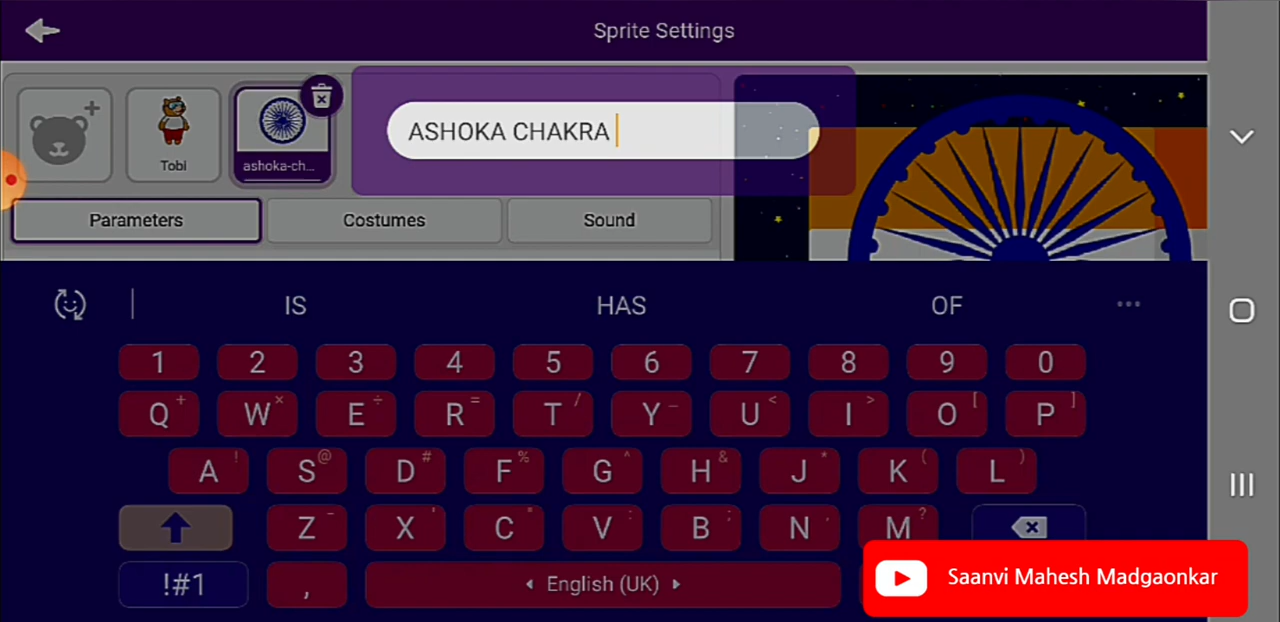 Sprite Settings
ASHOKA CHAKRA
Tobi
ashoka-ch...
Parameters
Costumes
Sound
IS
HAS
OF
1 2 3 4 5 6 7 8 9 0
Q + W × E ÷ R = T / Y _ U < I > O [ P ]
A ! S @ D # F % G ^ H & J * K ( L )
Z - X ' C " V : B ; N , M ?
!#1 , English (UK)
Saanvi Mahesh Madgaonkar